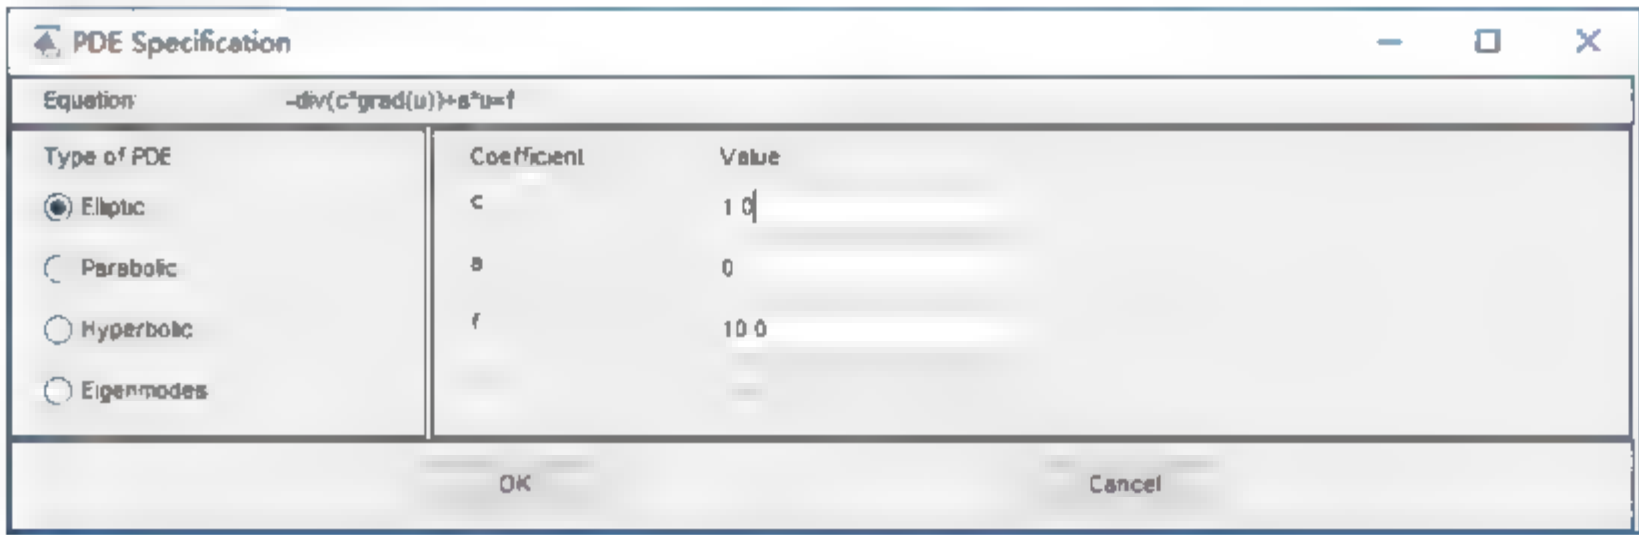 PDE Specification
Equation: -div(c*grad(u))+a*u=f
Type of PDE Coefficient Value
Elliptic c 1.0
Parabolic a 0
Hyperbolic f 10.0
Eigenmodes
OK Cancel